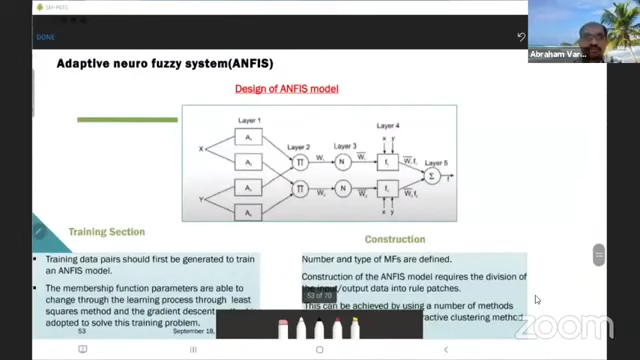 DONE
Abraham Var...
Adaptive neuro fuzzy system(ANFIS)
Design of ANFIS model
Layer 1
Layer 2
Layer 3
Layer 4
Layer 5
x y
X
Y
N
N
Σ
x y
Training Section
Construction
Training data pairs should first be generated to train
an ANFIS model.
The membership function parameters are able to
change through the learning process through least
squares method and the gradient descent
adopted to solve this training problem.
Number and type of MFs are defined.
Construction of the ANFIS model requires the division of
the input/output data into rule patches.
This can be achieved by using a number of methods
clustering method
53 of 70
53
September 18,
zoom